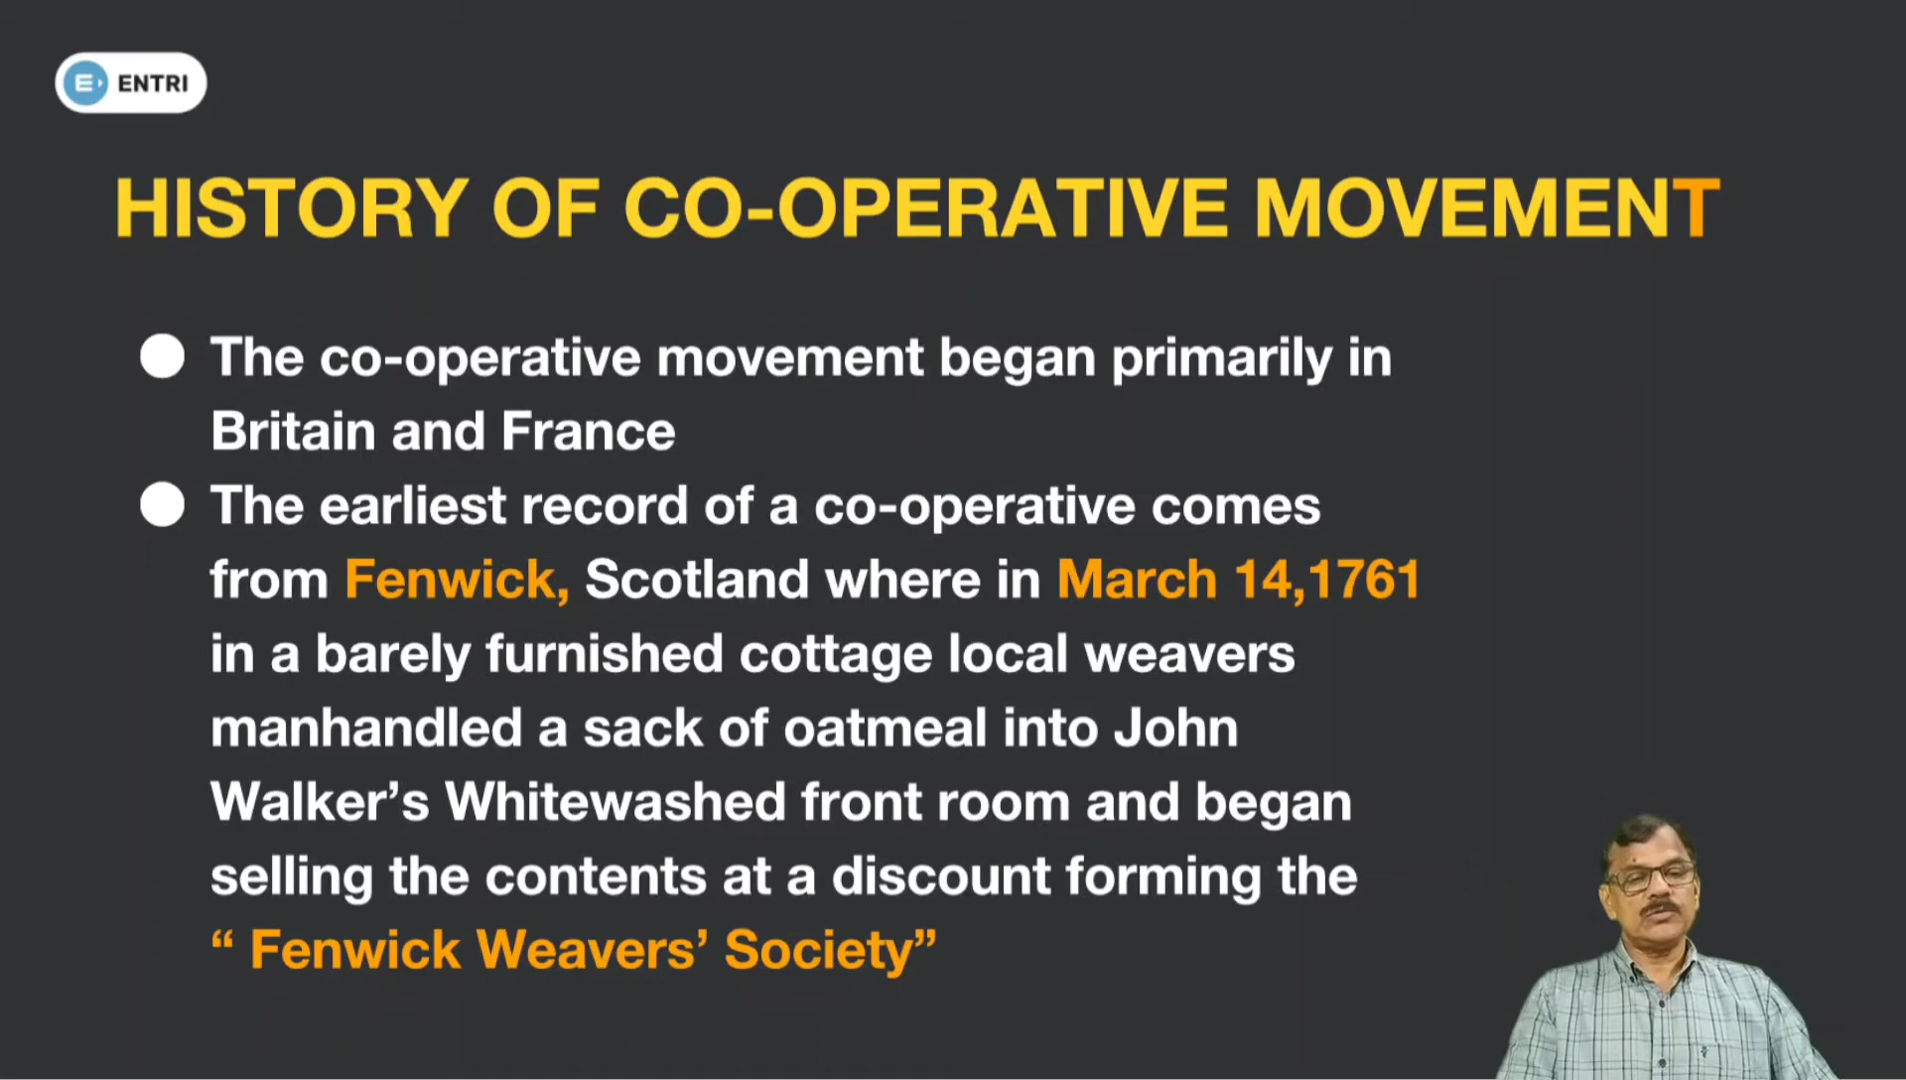 E ENTRI
HISTORY OF CO-OPERATIVE MOVEMENT
The co-operative movement began primarily in
Britain and France
The earliest record of a co-operative comes
from Fenwick, Scotland where in March 14,1761
in a barely furnished cottage local weavers
manhandled a sack of oatmeal into John
Walker’s Whitewashed front room and began
selling the contents at a discount forming the
“ Fenwick Weavers’ Society”